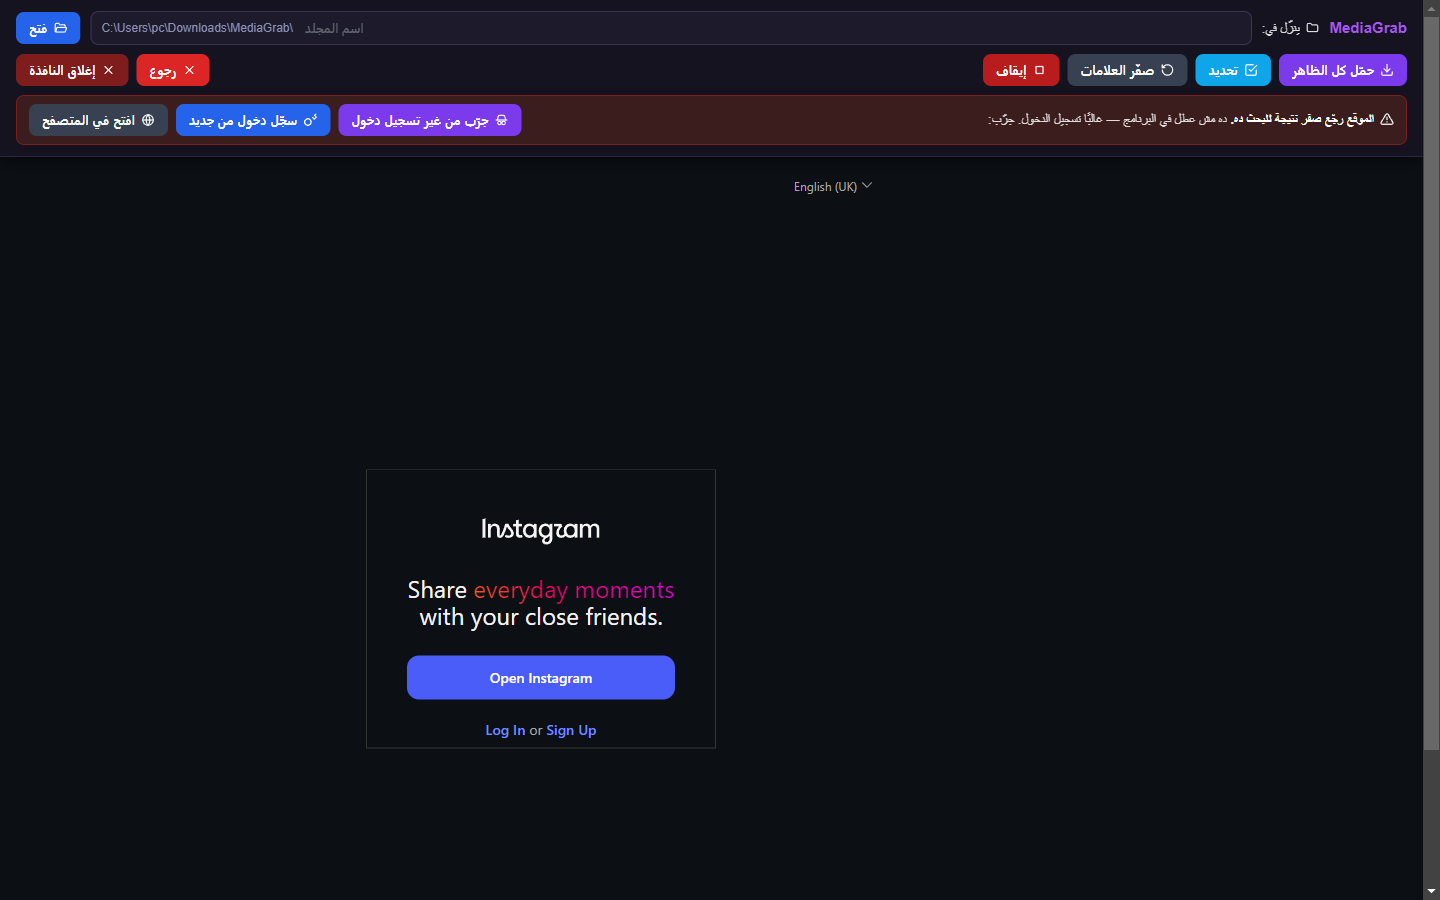 MediaGrab
ينزّل في:
C:\Users\pc\Downloads\MediaGrab\
اسم المجلد
فتح
حمّل كل الظاهر
تحديد
صفّر العلامات
إيقاف
رجوع
إغلاق النافذة
الموقع رجّع صفر نتيجة للبحث ده. ده مش عطل في البرنامج — غالبًا تسجيل الدخول. جرّب:
جرّب من غير تسجيل دخول
سجّل دخول من جديد
افتح في المتصفح
English (UK)
Instagram
Share everyday moments
with your close friends.
Open Instagram
Log In or Sign Up